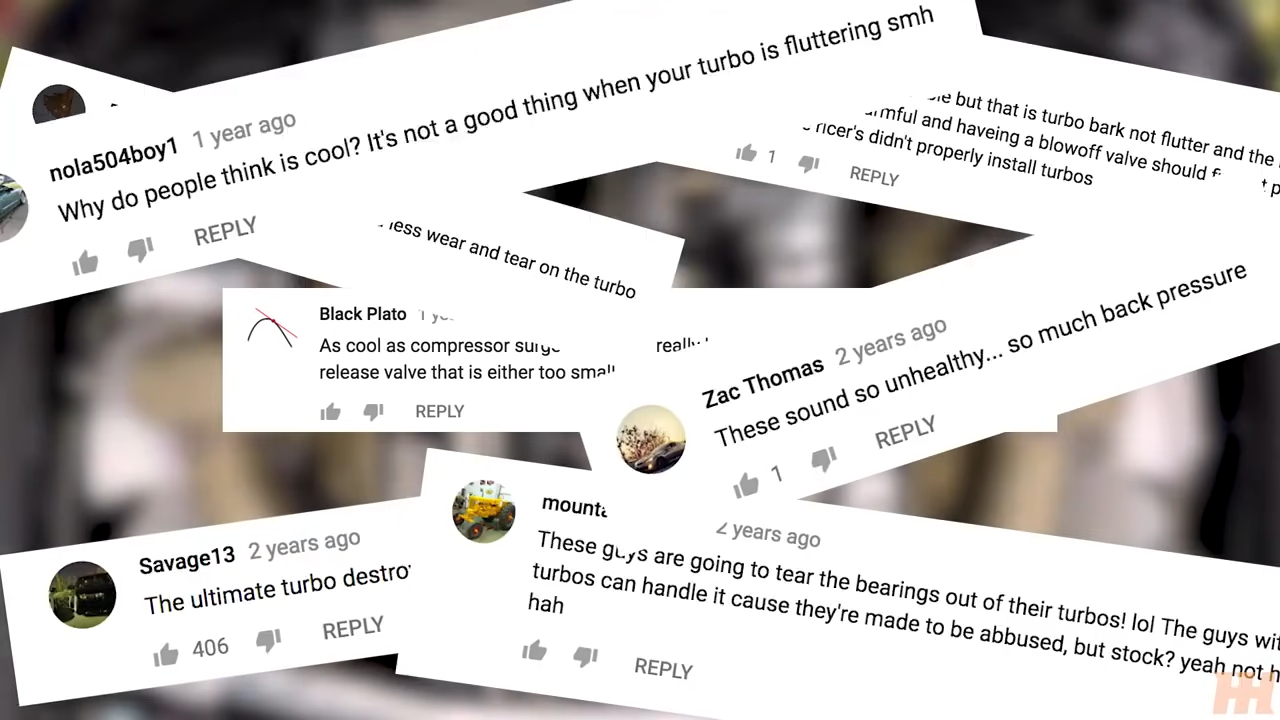 nola504boy1 1 year ago
Why do people think is cool? It's not a good thing when your turbo is fluttering smh
REPLY
but that is turbo bark not flutter and the
and haveing a blowoff valve should
didn't properly install turbos
1 REPLY
wear and tear on the turbo
Black Plato
As cool as compressor
release valve that is either too
REPLY
Zac Thomas 2 years ago
These sound so unhealthy... so much back pressure
1 REPLY
Savage13 2 years ago
The ultimate turbo
406 REPLY
2 years ago
These guys are going to tear the bearings out of their turbos! lol The guys
turbos can handle it cause they're made to be abbused, but stock? yeah not
hah
REPLY
HH